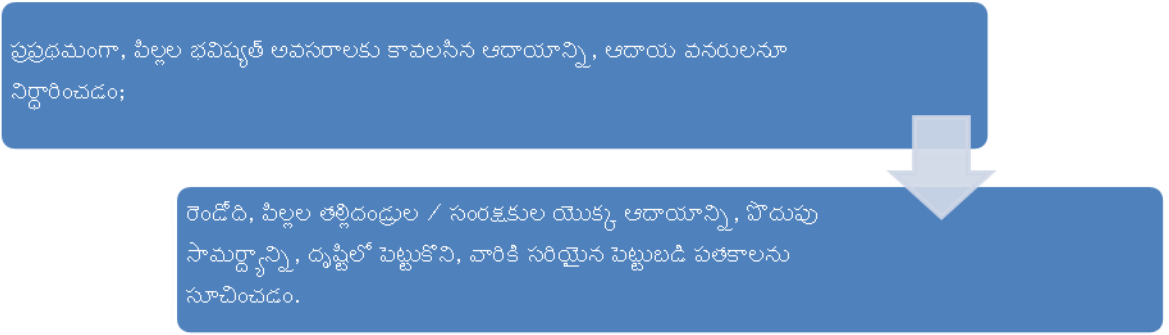 ప్రప్రథమంగా, పిల్లల భవిష్యత్ అవసరాలకు కావలసిన ఆదాయాన్ని, ఆదాయ వనరులనూ
నిర్ధారించడం;
రెండోది, పిల్లల తల్లిదండ్రుల / సంరక్షకుల యొక్క ఆదాయాన్ని, పొదుపు
సామర్ద్యాన్ని, దృష్టిలో పెట్టుకొని, వారికి సరియైన పెట్టుబడి పతకాలను
సూచించడం.